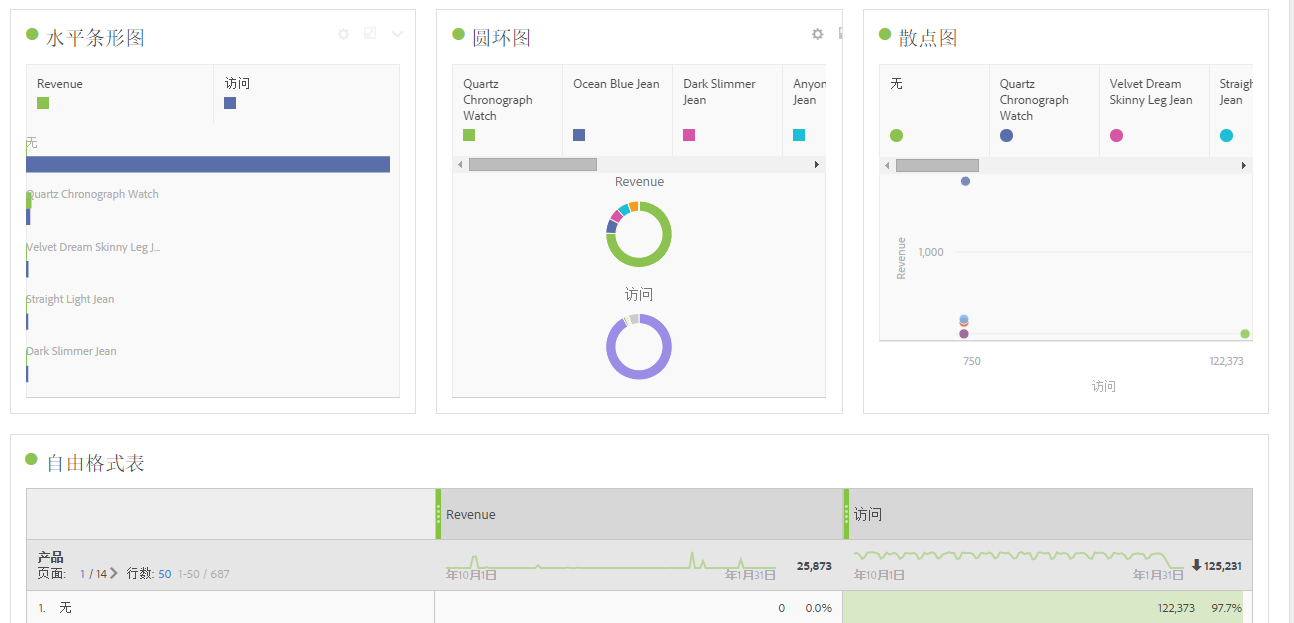 水平条形图
Revenue
访问
无
Quartz Chronograph Watch
Velvet Dream Skinny Leg J...
Straight Light Jean
Dark Slimmer Jean
圆环图
Quartz
Chronograph
Watch
Ocean Blue Jean
Dark Slimmer
Jean
Anyon
Jean
Revenue
访问
散点图
无
Quartz
Chronograph
Watch
Velvet Dream
Skinny Leg Jean
Straigh
Jean
Revenue
1,000
750
122,373
访问
自由格式表
Revenue
访问
产品
页面: 1 / 14 行数: 50 1-50 / 687
年10月1日
年1月31日
25,873
年10月1日
年1月31日
125,231
1. 无
0 0.0%
122,373 97.7%